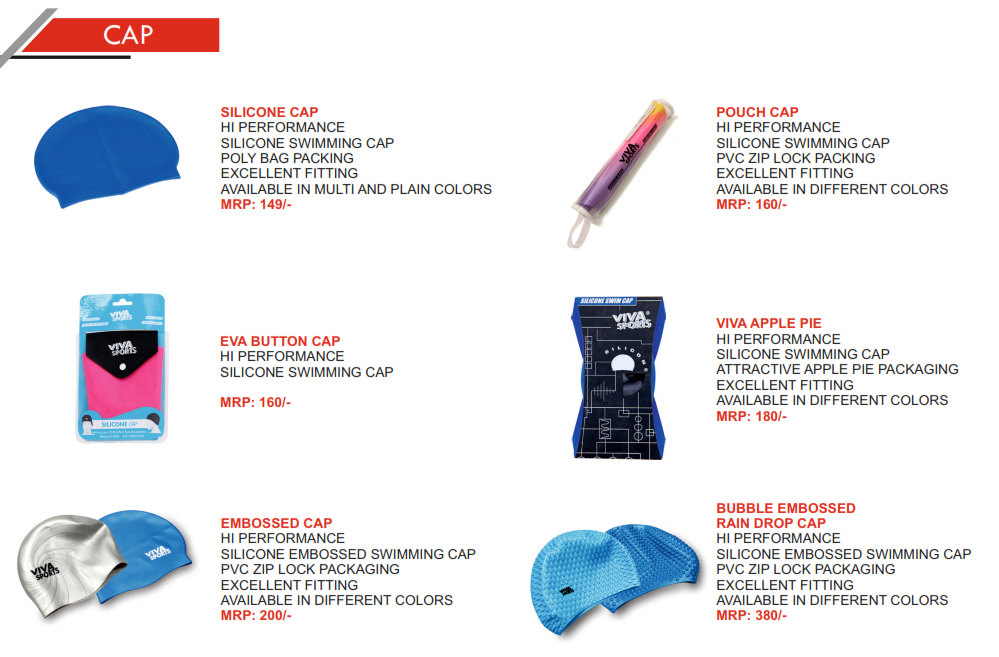 CAP
SILICONE CAP
HI PERFORMANCE
SILICONE SWIMMING CAP
POLY BAG PACKING
EXCELLENT FITTING
AVAILABLE IN MULTI AND PLAIN COLORS
MRP: 149/-
VIVA
SPORTS
POUCH CAP
HI PERFORMANCE
SILICONE SWIMMING CAP
PVC ZIP LOCK PACKING
EXCELLENT FITTING
AVAILABLE IN DIFFERENT COLORS
MRP: 160/-
VIVA
SPORTS
VIVA
SPORTS
SILICONE CAP
EVA BUTTON CAP
HI PERFORMANCE
SILICONE SWIMMING CAP
MRP: 160/-
SILICONE SWIM CAP
VIVA®
SPORTS
SILICONE
VIVA APPLE PIE
HI PERFORMANCE
SILICONE SWIMMING CAP
ATTRACTIVE APPLE PIE PACKAGING
EXCELLENT FITTING
AVAILABLE IN DIFFERENT COLORS
MRP: 180/-
VIVA
SPORTS
VIVA
SPORTS
EMBOSSED CAP
HI PERFORMANCE
SILICONE EMBOSSED SWIMMING CAP
PVC ZIP LOCK PACKAGING
EXCELLENT FITTING
AVAILABLE IN DIFFERENT COLORS
MRP: 200/-
VIVA
BUBBLE EMBOSSED
RAIN DROP CAP
HI PERFORMANCE
SILICONE EMBOSSED SWIMMING CAP
PVC ZIP LOCK PACKAGING
EXCELLENT FITTING
AVAILABLE IN DIFFERENT COLORS
MRP: 380/-